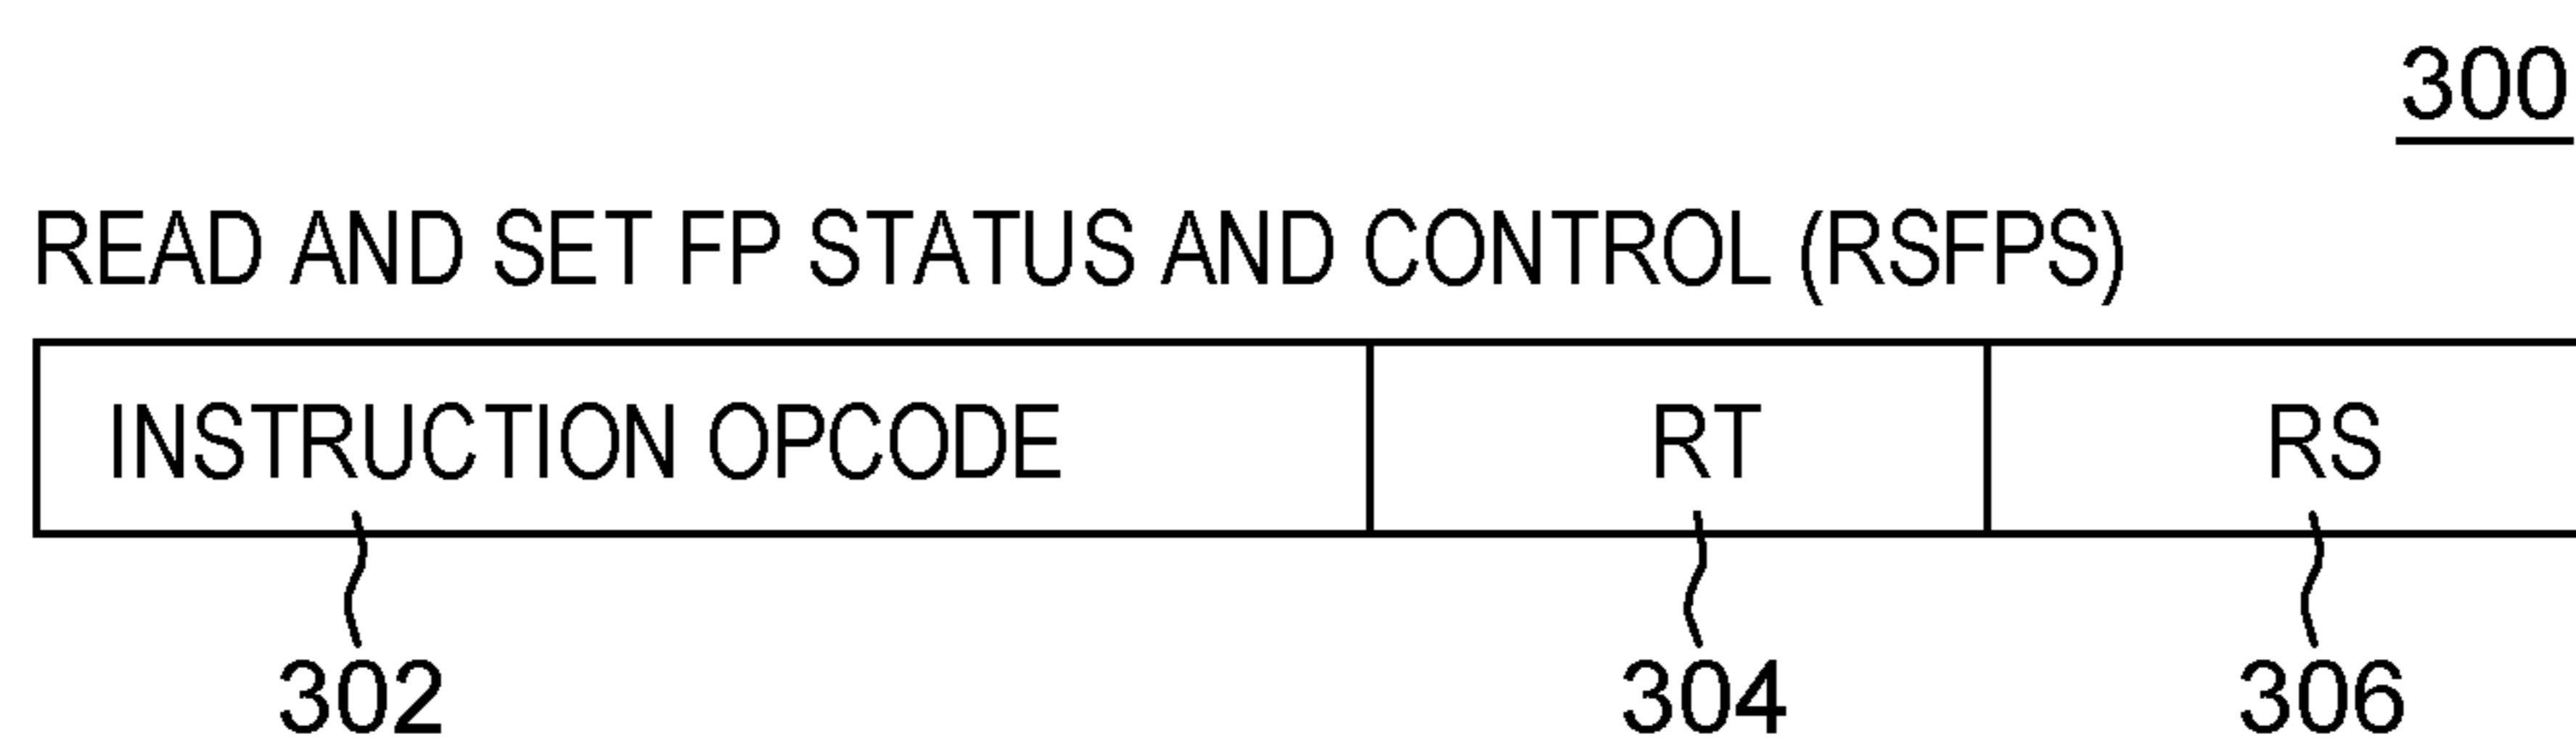 300
READ AND SET FP STATUS AND CONTROL (RSFPS)
INSTRUCTION OPCODE RT RS
302 304 306